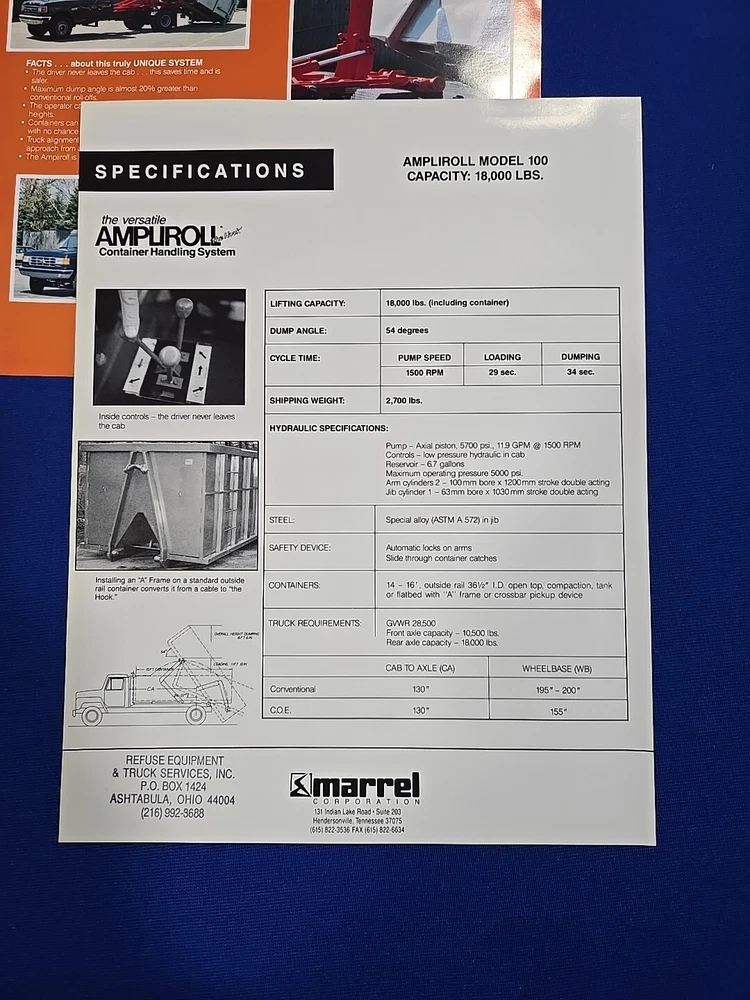 FACTS . . . about this truly UNIQUE SYSTEM
• The driver never leaves the cab . . . this saves time and is
safer.
• Maximum dump angle is almost 20% greater than
conventional roll-offs.
• The operator
heights.
• Containers can
with no chance
• Truck alignment
approach from
• The Ampliroll is
SPECIFICATIONS
AMPLIROLL MODEL 100
CAPACITY: 18,000 LBS.
the versatile
AMPLIROLL
Container Handling System
LIFTING CAPACITY: 18,000 lbs. (including container)
DUMP ANGLE: 54 degrees
CYCLE TIME: PUMP SPEED LOADING DUMPING
1500 RPM 29 sec. 34 sec.
SHIPPING WEIGHT: 2,700 lbs.
HYDRAULIC SPECIFICATIONS:
Pump – Axial piston, 5700 psi., 11.9 GPM @ 1500 RPM
Controls – low pressure hydraulic in cab
Reservoir – 6.7 gallons
Maximum operating pressure 5000 psi.
Arm cylinders 2 – 100mm bore x 1200mm stroke double acting
Jib cylinder 1 – 63mm bore x 1030mm stroke double acting
STEEL: Special alloy (ASTM A 572) in jib
SAFETY DEVICE: Automatic locks on arms
Slide through container catches
CONTAINERS: 14 – 16', outside rail 36½" I.D. open top, compaction, tank
or flatbed with "A" frame or crossbar pickup device
TRUCK REQUIREMENTS: GVWR 28,500
Front axle capacity – 10,500 lbs.
Rear axle capacity – 18,000 lbs.
CAB TO AXLE (CA) WHEELBASE (WB)
Conventional 130" 195" – 200"
C.O.E. 130" 155"
Inside controls – the driver never leaves
the cab
Installing an "A" Frame on a standard outside
rail container converts it from a cable to "the
Hook."
OVERALL HEIGHT DUMPING
CA
REFUSE EQUIPMENT
& TRUCK SERVICES, INC.
P.O. BOX 1424
ASHTABULA, OHIO 44004
(216) 992-3688
marrel
CORPORATION
131 Indian Lake Road • Suite 203
Hendersonville, Tennessee 37075
(615) 822-3536 FAX (615) 822-6634